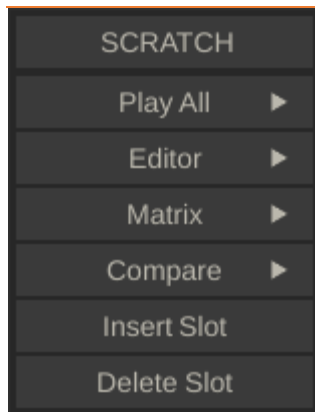 SCRATCH
Play All
Editor
Matrix
Compare
Insert Slot
Delete Slot